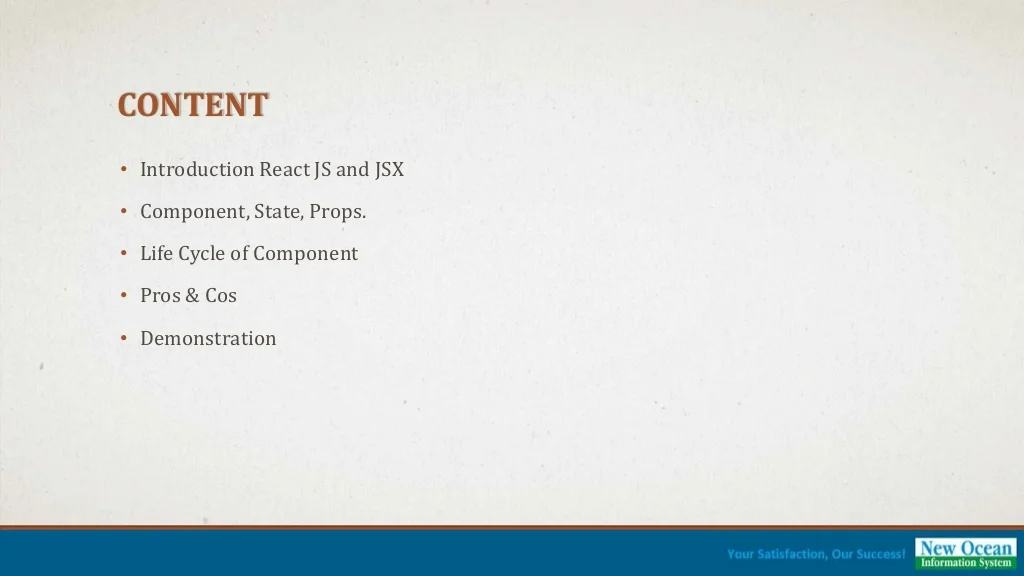 CONTENT
• Introduction React JS and JSX
• Component, State, Props.
• Life Cycle of Component
• Pros & Cos
• Demonstration
Your Satisfaction, Our Success!
New Ocean
Information System